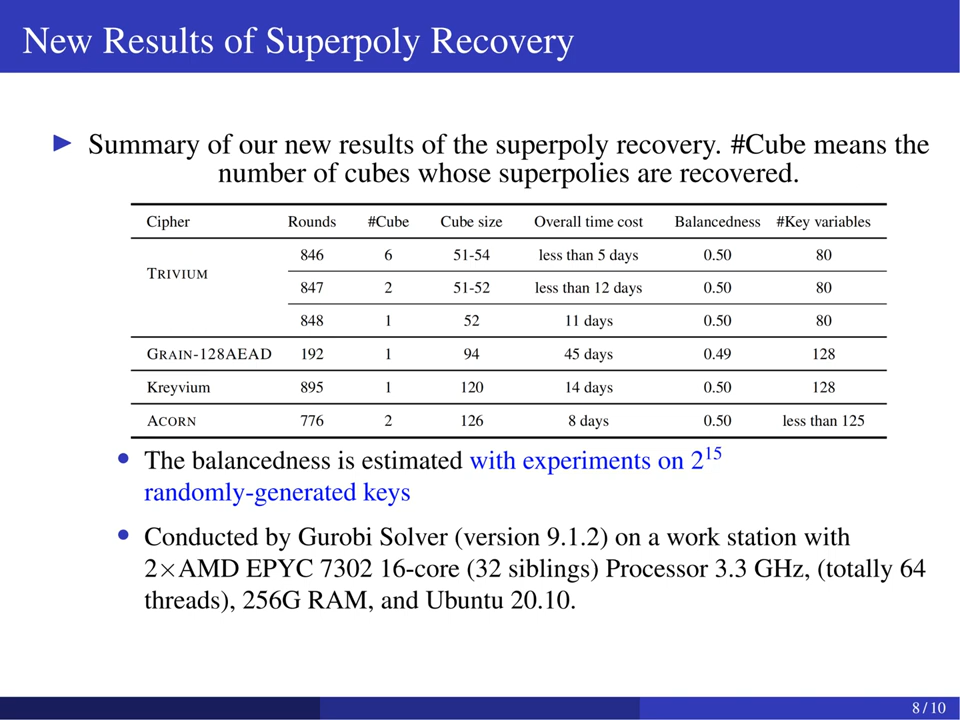 New Results of Superpoly Recovery
Summary of our new results of the superpoly recovery. #Cube means the
number of cubes whose superpolies are recovered.
Cipher Rounds #Cube Cube size Overall time cost Balancedness #Key variables
846 6 51-54 less than 5 days 0.50 80
TRIVIUM
847 2 51-52 less than 12 days 0.50 80
848 1 52 11 days 0.50 80
GRAIN-128AEAD 192 1 94 45 days 0.49 128
Kreyvium 895 1 120 14 days 0.50 128
ACORN 776 2 126 8 days 0.50 less than 125
• The balancedness is estimated with experiments on 2^15
randomly-generated keys
• Conducted by Gurobi Solver (version 9.1.2) on a work station with
2×AMD EPYC 7302 16-core (32 siblings) Processor 3.3 GHz, (totally 64
threads), 256G RAM, and Ubuntu 20.10.
8 / 10